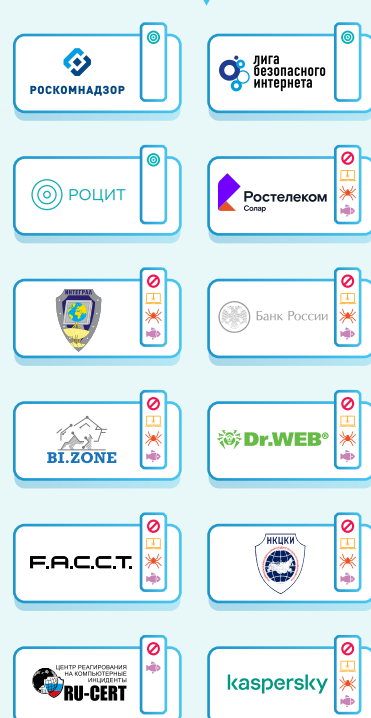 РОСКОМНАДЗОР
лига
безопасного
интернета
РОЦИТ
Ростелеком
Солар
ИНТЕГРАЛ
Банк России
BI.ZONE
Dr.WEB®
F.A.C.C.T.
НКЦКИ
ЦЕНТР РЕАГИРОВАНИЯ
НА КОМПЬЮТЕРНЫЕ
ИНЦИДЕНТЫ
RU-CERT
kaspersky